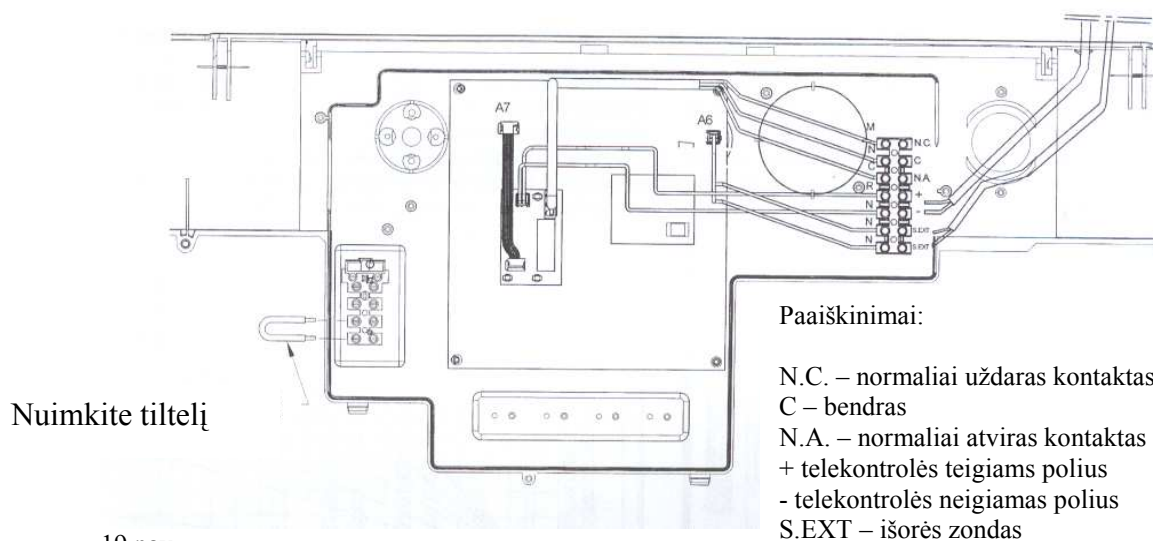 A7
A6
M
N
C
R
N
N
N
N.C.
C
N.A.
+
-
S.EXT
S.EXT
Nuimkite tiltelį
Paaiškinimai:
N.C. – normaliai uždaras kontaktas
C – bendras
N.A. – normaliai atviras kontaktas
+ telekontrolės teigiams polius
- telekontrolės neigiamas polius
S.EXT – išorės zondas